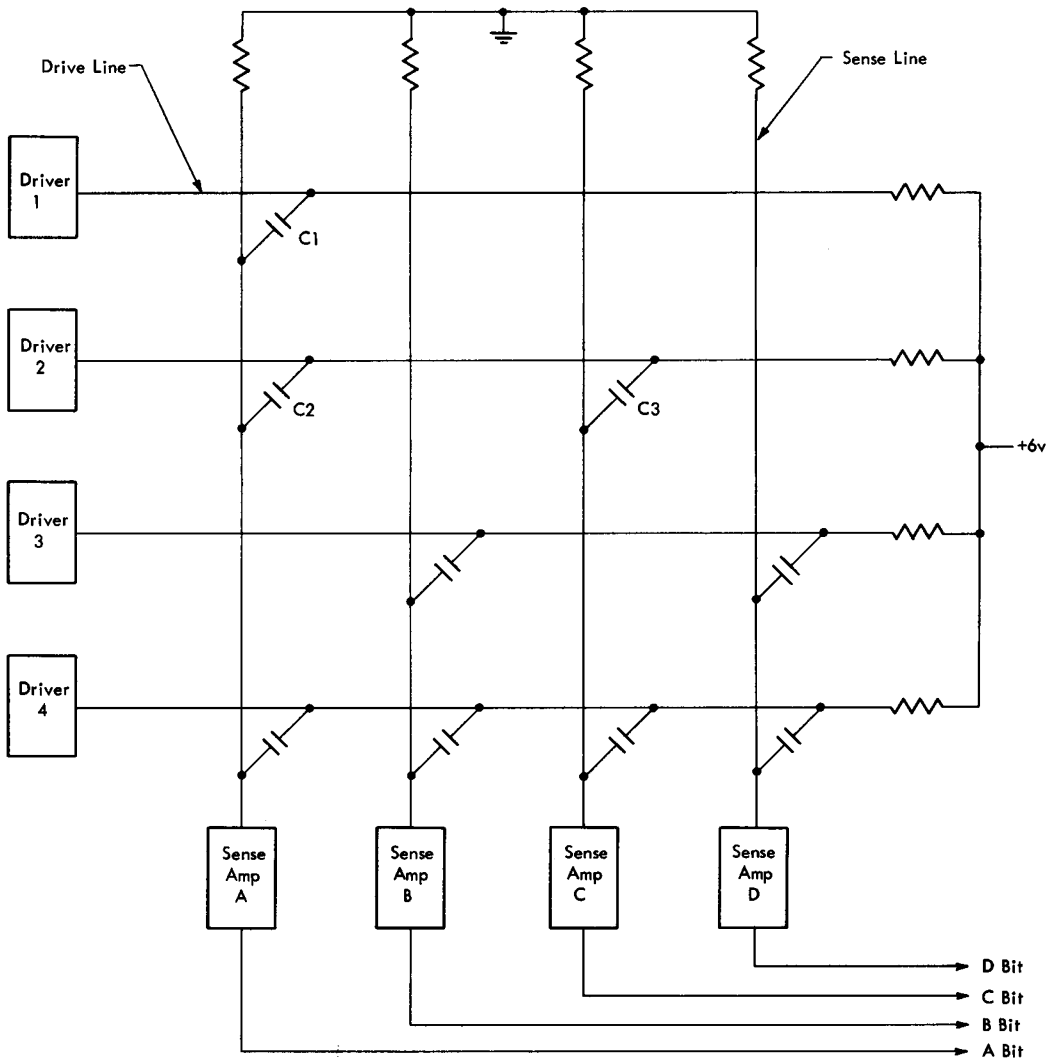 Drive Line
Sense Line
Driver
1
C1
Driver
2
C2
C3
+6v
Driver
3
Driver
4
Sense
Amp
A
Sense
Amp
B
Sense
Amp
C
Sense
Amp
D
D Bit
C Bit
B Bit
A Bit